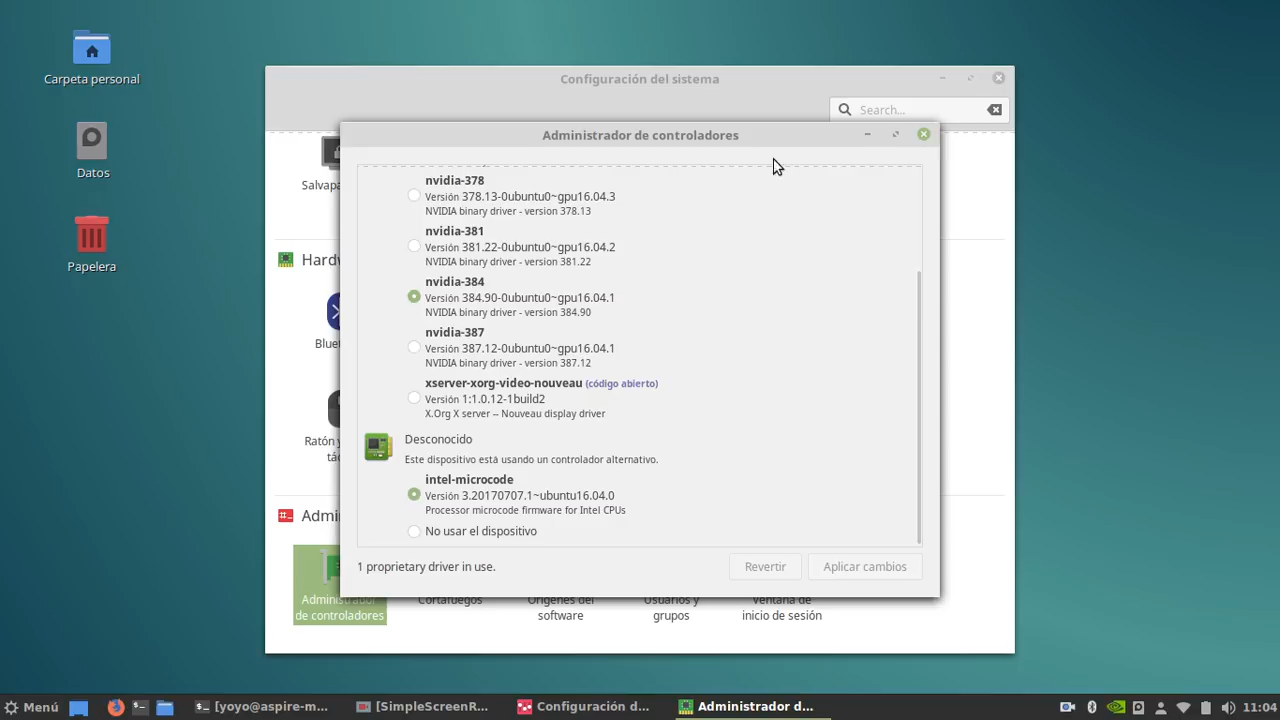 Carpeta personal
Datos
Papelera
Configuración del sistema
Search...
Salvapa
Hardw
Bluet
Ratón y
tác
Admi
Administrador
de controladores
Cortafuegos
Orígenes del
software
Usuarios y
grupos
Ventana de
inicio de sesión
Administrador de controladores
nvidia-378
Versión 378.13-0ubuntu0~gpu16.04.3
NVIDIA binary driver - version 378.13
nvidia-381
Versión 381.22-0ubuntu0~gpu16.04.2
NVIDIA binary driver - version 381.22
nvidia-384
Versión 384.90-0ubuntu0~gpu16.04.1
NVIDIA binary driver - version 384.90
nvidia-387
Versión 387.12-0ubuntu0~gpu16.04.1
NVIDIA binary driver - version 387.12
xserver-xorg-video-nouveau (código abierto)
Versión 1:1.0.12-1build2
X.Org X server -- Nouveau display driver
Desconocido
Este dispositivo está usando un controlador alternativo.
intel-microcode
Versión 3.20170707.1~ubuntu16.04.0
Processor microcode firmware for Intel CPUs
No usar el dispositivo
1 proprietary driver in use.
Revertir
Aplicar cambios
Menú
[yoyo@aspire-m...
[SimpleScreenR...
Configuración d...
Administrador d...
11:04